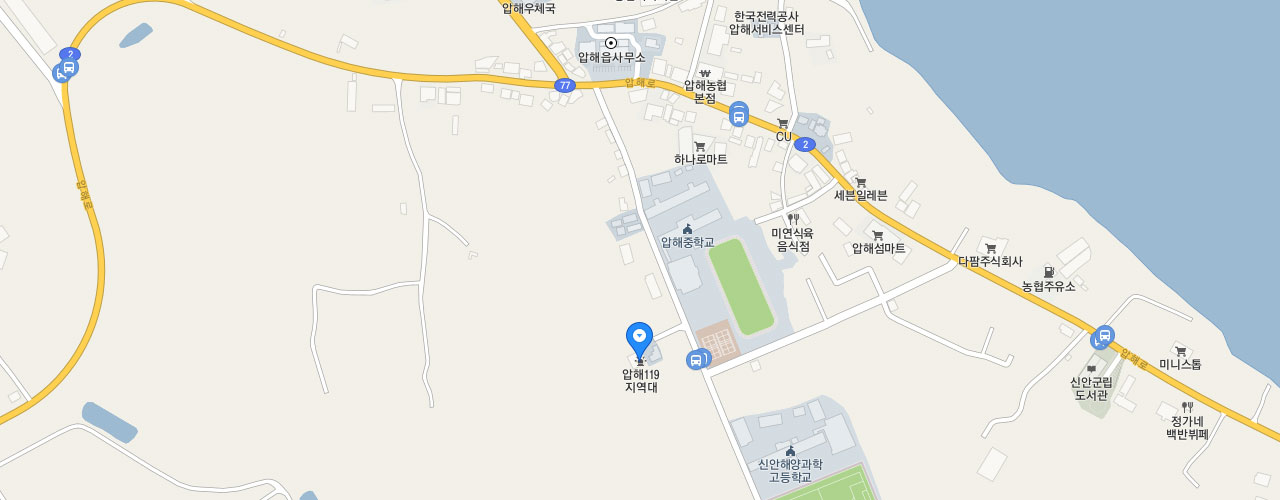 압해우체국
한국전력공사
압해서비스센터
압해읍사무소
2
77
압해로
압해농협
본점
CU
2
하나로마트
세븐일레븐
압해로
압해중학교
미연식육
음식점
압해섬마트
다팜주식회사
농협주유소
압해119
지역대
압해로
미니스톱
신안군립
도서관
정가네
백반뷔페
신안해양과학
고등학교